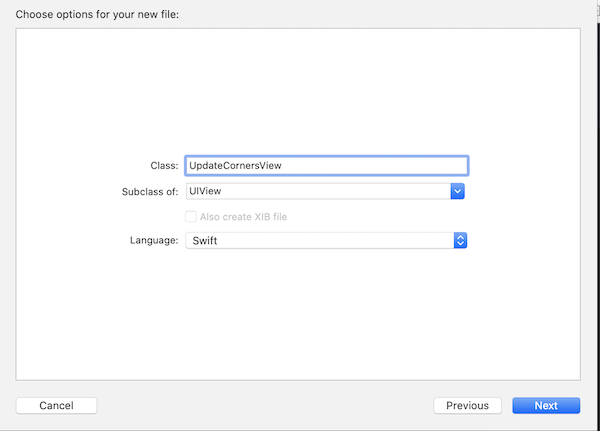 Choose options for your new file:
Class: UpdateCornersView
Subclass of: UIView
Also create XIB file
Language: Swift
Cancel Previous Next